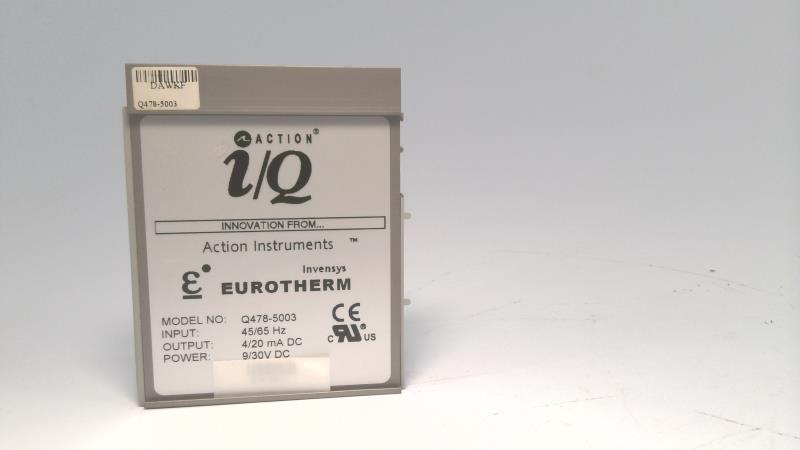 DAWKF
Q478-5003
ACTION®
i/Q
INNOVATION FROM...
Action Instruments ™
Invensys
EUROTHERM
MODEL NO: Q478-5003
INPUT: 45/65 Hz
OUTPUT: 4/20 mA DC
POWER: 9/30V DC
CE
C UR US